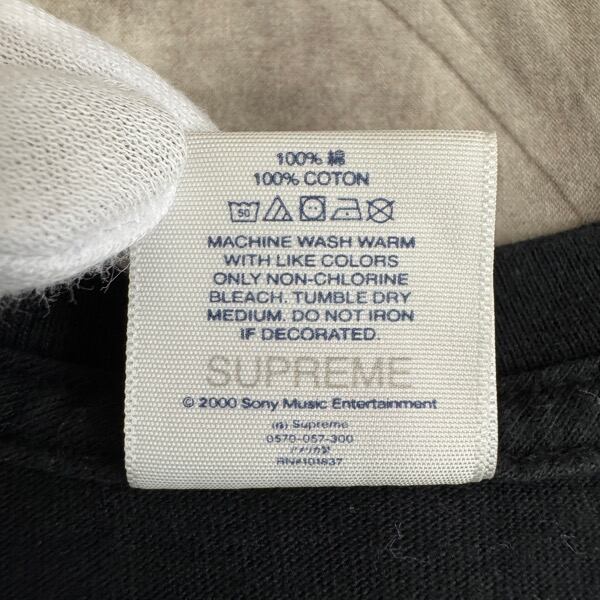 100% 綿
100% COTON
50
MACHINE WASH WARM
WITH LIKE COLORS
ONLY NON-CHLORINE
BLEACH. TUMBLE DRY
MEDIUM. DO NOT IRON
IF DECORATED.
SUPREME
© 2000 Sony Music Entertainment
(株) Supreme
0570-057-300
アメリカ製
RN#101837